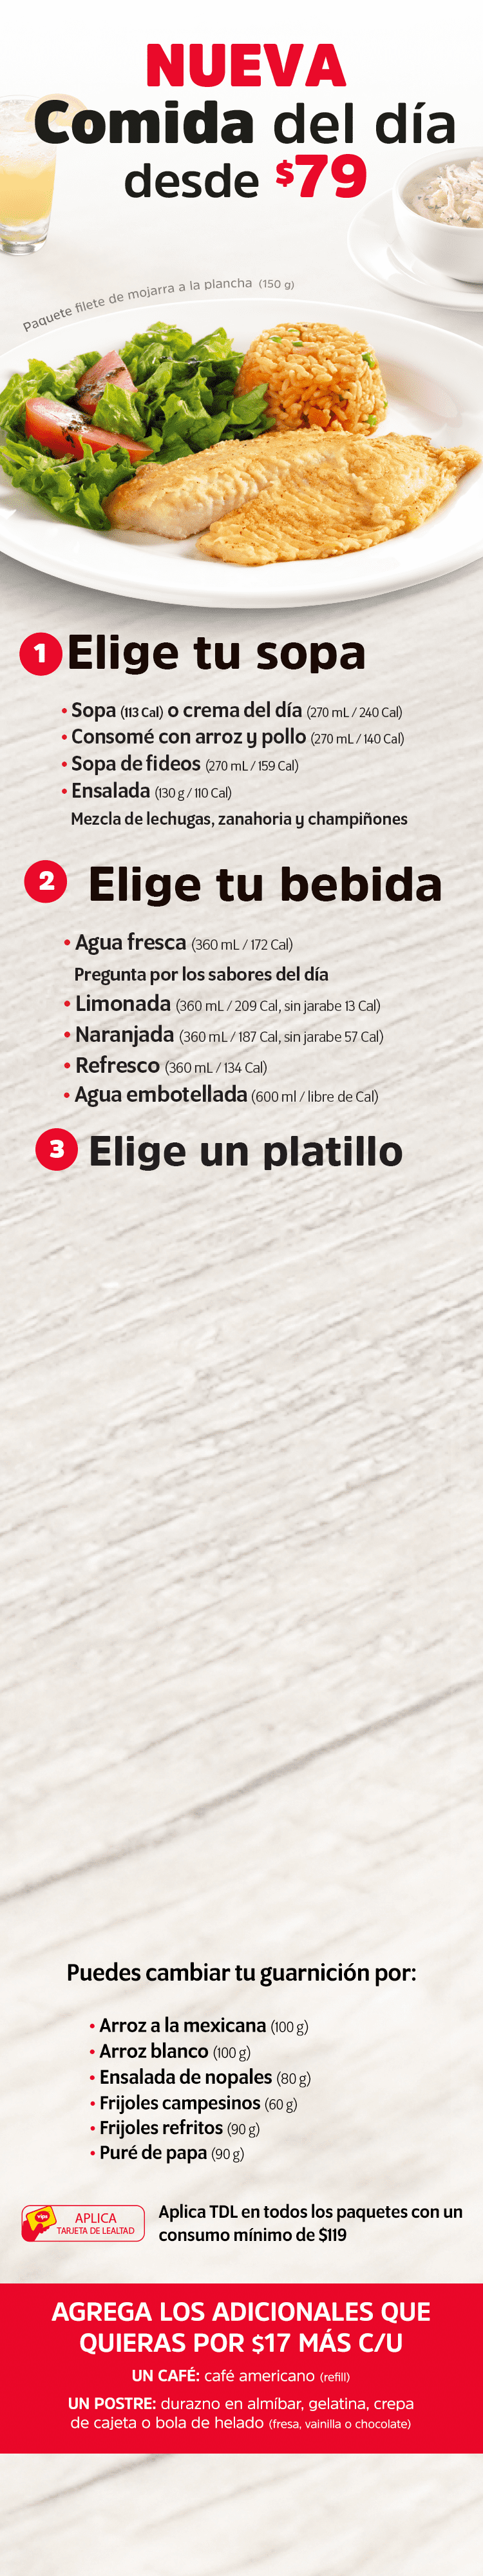 NUEVA
Comida del día
desde $79
Paquete filete de mojarra a la plancha (150 g)
1 Elige tu sopa
• Sopa (113 Cal) o crema del día (270 mL / 240 Cal)
• Consomé con arroz y pollo (270 mL / 140 Cal)
• Sopa de fideos (270 mL / 159 Cal)
• Ensalada (130 g / 110 Cal)
Mezcla de lechugas, zanahoria y champiñones
2 Elige tu bebida
• Agua fresca (360 mL / 172 Cal)
Pregunta por los sabores del día
• Limonada (360 mL / 209 Cal, sin jarabe 13 Cal)
• Naranjada (360 mL / 187 Cal, sin jarabe 57 Cal)
• Refresco (360 mL / 134 Cal)
• Agua embotellada (600 ml / libre de Cal)
3 Elige un platillo
Puedes cambiar tu guarnición por:
• Arroz a la mexicana (100 g)
• Arroz blanco (100 g)
• Ensalada de nopales (80 g)
• Frijoles campesinos (60 g)
• Frijoles refritos (90 g)
• Puré de papa (90 g)
vips
APLICA
TARJETA DE LEALTAD
Aplica TDL en todos los paquetes con un
consumo mínimo de $119
AGREGA LOS ADICIONALES QUE
QUIERAS POR $17 MÁS C/U
UN CAFÉ: café americano (refill)
UN POSTRE: durazno en almíbar, gelatina, crepa
de cajeta o bola de helado (fresa, vainilla o chocolate)